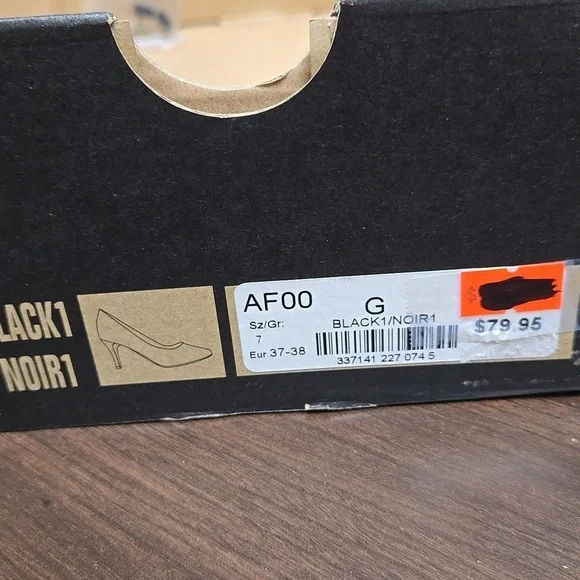 LACK1
NOIR1
AF00
G
Sz/Gr:
BLACK1/NOIR1
7
Eur 37-38
337141 227 074 5
$79.95